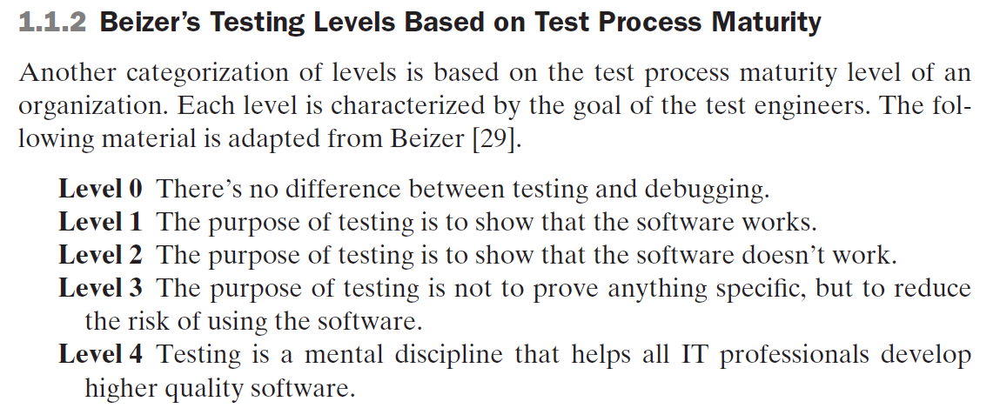 1.1.2 Beizer’s Testing Levels Based on Test Process Maturity
Another categorization of levels is based on the test process maturity level of an
organization. Each level is characterized by the goal of the test engineers. The fol-
lowing material is adapted from Beizer [29].
Level 0 There’s no difference between testing and debugging.
Level 1 The purpose of testing is to show that the software works.
Level 2 The purpose of testing is to show that the software doesn’t work.
Level 3 The purpose of testing is not to prove anything specific, but to reduce
the risk of using the software.
Level 4 Testing is a mental discipline that helps all IT professionals develop
higher quality software.